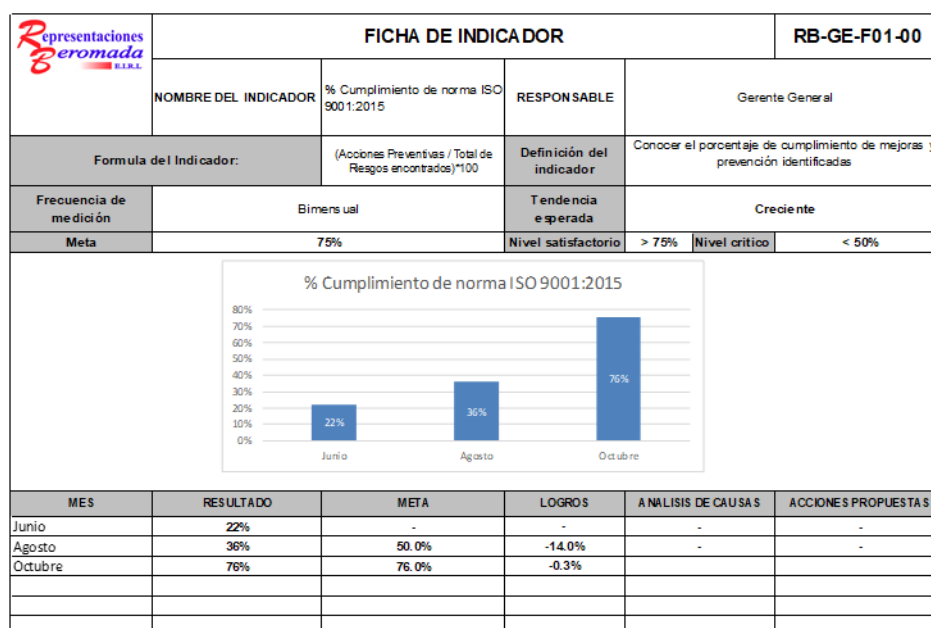 Representaciones
Beromada
E.I.R.L
FICHA DE INDICADOR
RB-GE-F01-00
NOMBRE DEL INDICADOR
% Cumplimiento de norma ISO
9001:2015
RESPONSABLE
Gerente General
Formula del Indicador:
(Acciones Preventivas / Total de
Riesgos encontrados)*100
Definición del
indicador
Conocer el porcentaje de cumplimiento de mejoras y
prevención identificadas
Frecuencia de
medición
Bimensual
Tendencia
esperada
Creciente
Meta
75%
Nivel satisfactorio
> 75%
Nivel critico
< 50%
% Cumplimiento de norma ISO 9001:2015
80%
70%
60%
50%
40%
30%
20%
10%
0%
22%
36%
76%
Junio
Agosto
Octubre
MES RESULTADO META LOGROS ANALISIS DE CAUSAS ACCIONES PROPUESTAS
Junio 22% - - - -
Agosto 36% 50.0% -14.0% - -
Octubre 76% 76.0% -0.3%